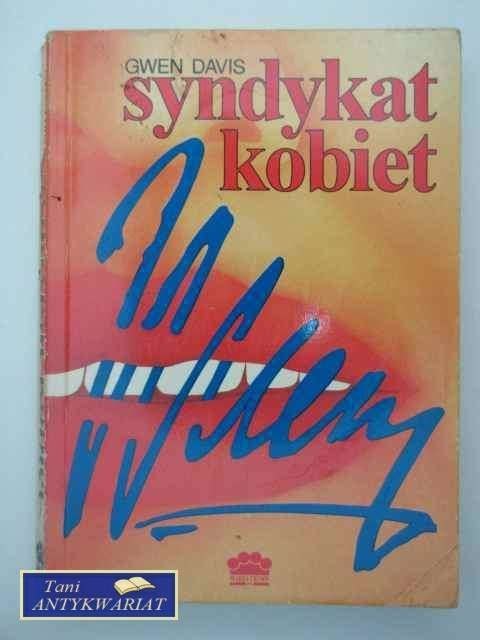 GWEN DAVIS
syndykat
kobiet
Tani
ANTYKWARIAT